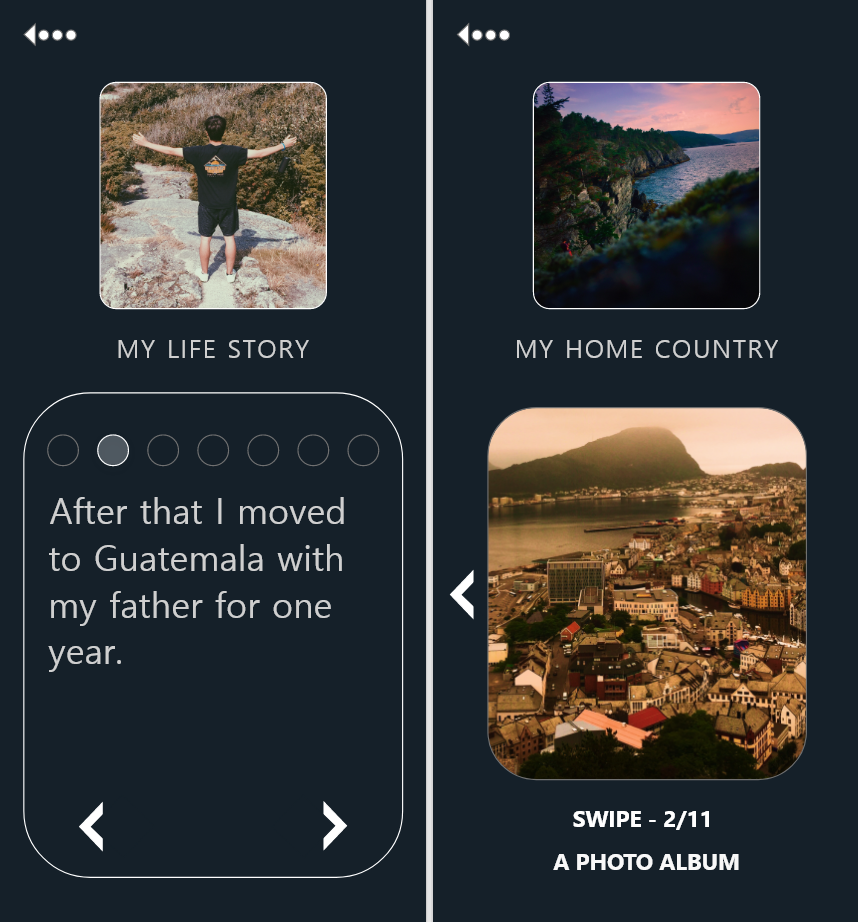 MY LIFE STORY
After that I moved
to Guatemala with
my father for one
year.
MY HOME COUNTRY
SWIPE - 2/11
A PHOTO ALBUM